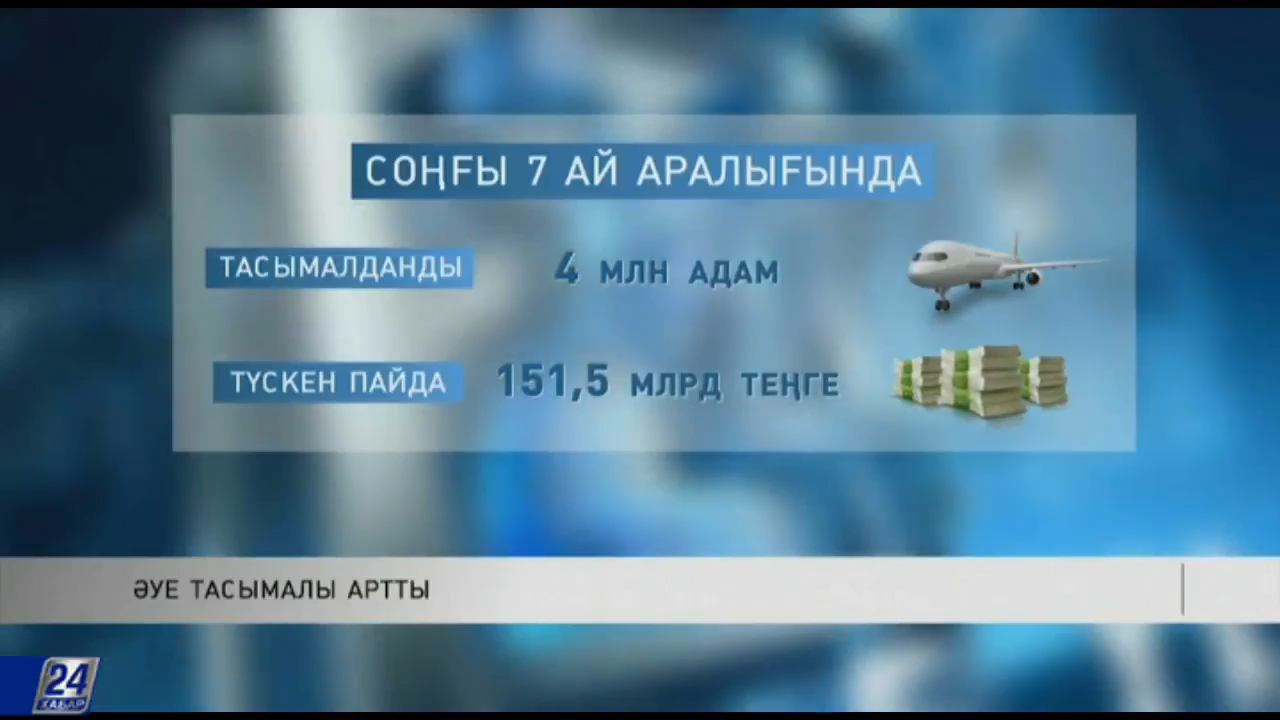 СОҢҒЫ 7 АЙ АРАЛЫҒЫНДА
ТАСЫМАЛДАНДЫ 4 МЛН АДАМ
ТҮСКЕН ПАЙДА 151,5 МЛРД ТЕҢГЕ
ӘУЕ ТАСЫМАЛЫ АРТТЫ
24
ХАБАР